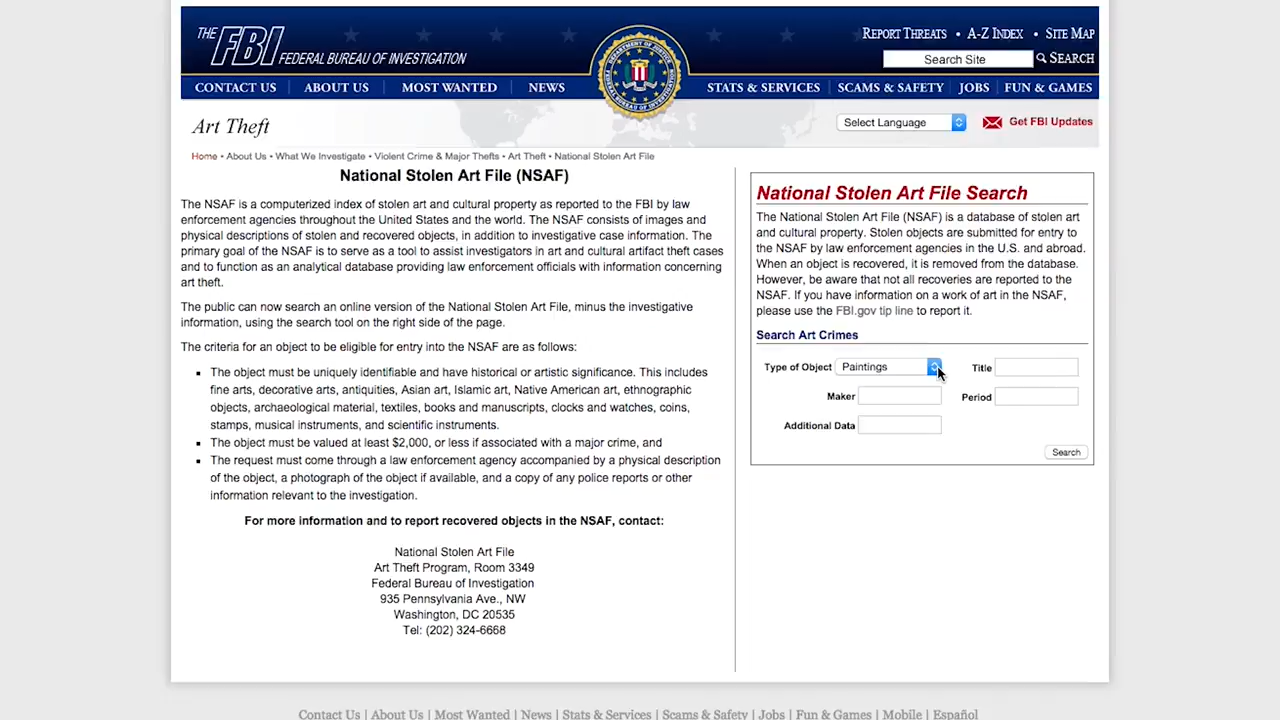 THE FBI FEDERAL BUREAU OF INVESTIGATION
REPORT THREATS • A-Z INDEX • SITE MAP
Search Site SEARCH
CONTACT US ABOUT US MOST WANTED NEWS STATS & SERVICES SCAMS & SAFETY JOBS FUN & GAMES
Art Theft
Select Language Get FBI Updates
Home • About Us • What We Investigate • Violent Crime & Major Thefts • Art Theft • National Stolen Art File
National Stolen Art File (NSAF)
The NSAF is a computerized index of stolen art and cultural property as reported to the FBI by law
enforcement agencies throughout the United States and the world. The NSAF consists of images and
physical descriptions of stolen and recovered objects, in addition to investigative case information. The
primary goal of the NSAF is to serve as a tool to assist investigators in art and cultural artifact theft cases
and to function as an analytical database providing law enforcement officials with information concerning
art theft.
The public can now search an online version of the National Stolen Art File, minus the investigative
information, using the search tool on the right side of the page.
The criteria for an object to be eligible for entry into the NSAF are as follows:
▪ The object must be uniquely identifiable and have historical or artistic significance. This includes
fine arts, decorative arts, antiquities, Asian art, Islamic art, Native American art, ethnographic
objects, archaeological material, textiles, books and manuscripts, clocks and watches, coins,
stamps, musical instruments, and scientific instruments.
▪ The object must be valued at least $2,000, or less if associated with a major crime, and
▪ The request must come through a law enforcement agency accompanied by a physical description
of the object, a photograph of the object if available, and a copy of any police reports or other
information relevant to the investigation.
For more information and to report recovered objects in the NSAF, contact:
National Stolen Art File
Art Theft Program, Room 3349
Federal Bureau of Investigation
935 Pennsylvania Ave., NW
Washington, DC 20535
Tel: (202) 324-6668
National Stolen Art File Search
The National Stolen Art File (NSAF) is a database of stolen art
and cultural property. Stolen objects are submitted for entry to
the NSAF by law enforcement agencies in the U.S. and abroad.
When an object is recovered, it is removed from the database.
However, be aware that not all recoveries are reported to the
NSAF. If you have information on a work of art in the NSAF,
please use the FBI.gov tip line to report it.
Search Art Crimes
Type of Object Paintings Title
Maker Period
Additional Data
Search
Contact Us | About Us | Most Wanted | News | Stats & Services | Scams & Safety | Jobs | Fun & Games | Mobile | Español